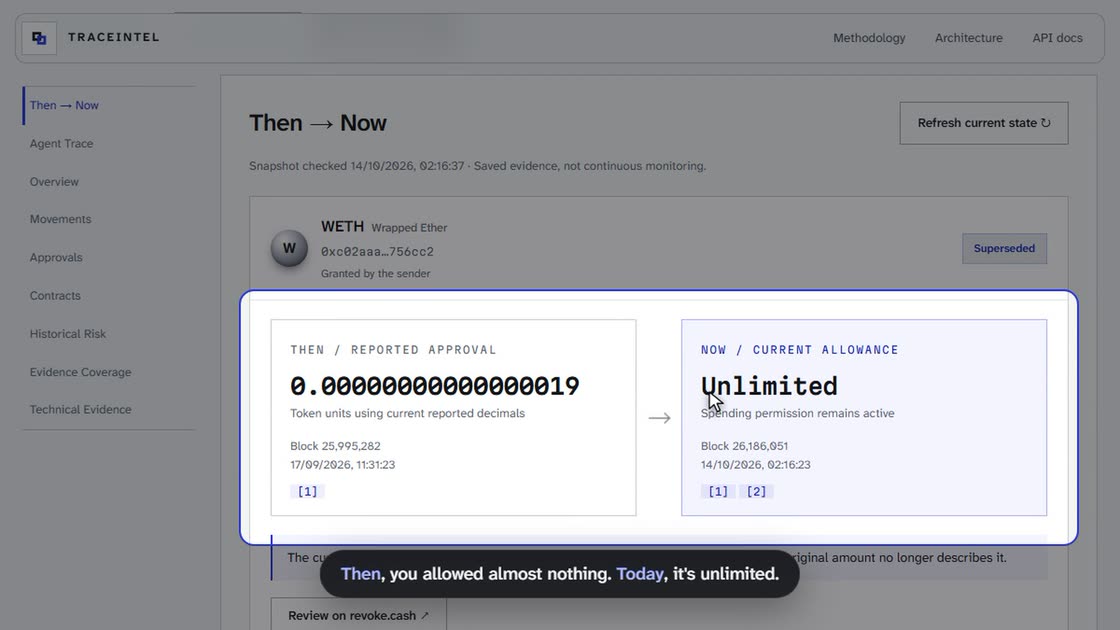 TRACEINTEL
Methodology
Architecture
API docs
Then → Now
Agent Trace
Overview
Movements
Approvals
Contracts
Historical Risk
Evidence Coverage
Technical Evidence
Then → Now
Refresh current state ↻
Snapshot checked 14/10/2026, 02:16:37 · Saved evidence, not continuous monitoring.
W
WETH Wrapped Ether
0xc02aaa…756cc2
Granted by the sender
Superseded
THEN / REPORTED APPROVAL
0.00000000000000019
Token units using current reported decimals
Block 25,995,282
17/09/2026, 11:31:23
[1]
→
NOW / CURRENT ALLOWANCE
Unlimited
Spending permission remains active
Block 26,186,051
14/10/2026, 02:16:23
[1] [2]
The cu
riginal amount no longer describes it.
Then, you allowed almost nothing. Today, it's unlimited.
Review on revoke.cash ↗